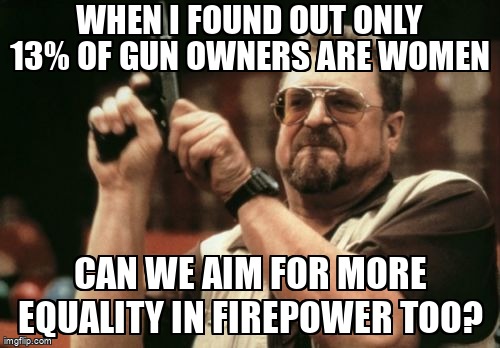 WHEN I FOUND OUT ONLY
13% OF GUN OWNERS ARE WOMEN
CAN WE AIM FOR MORE
EQUALITY IN FIREPOWER TOO?
imgflip.com